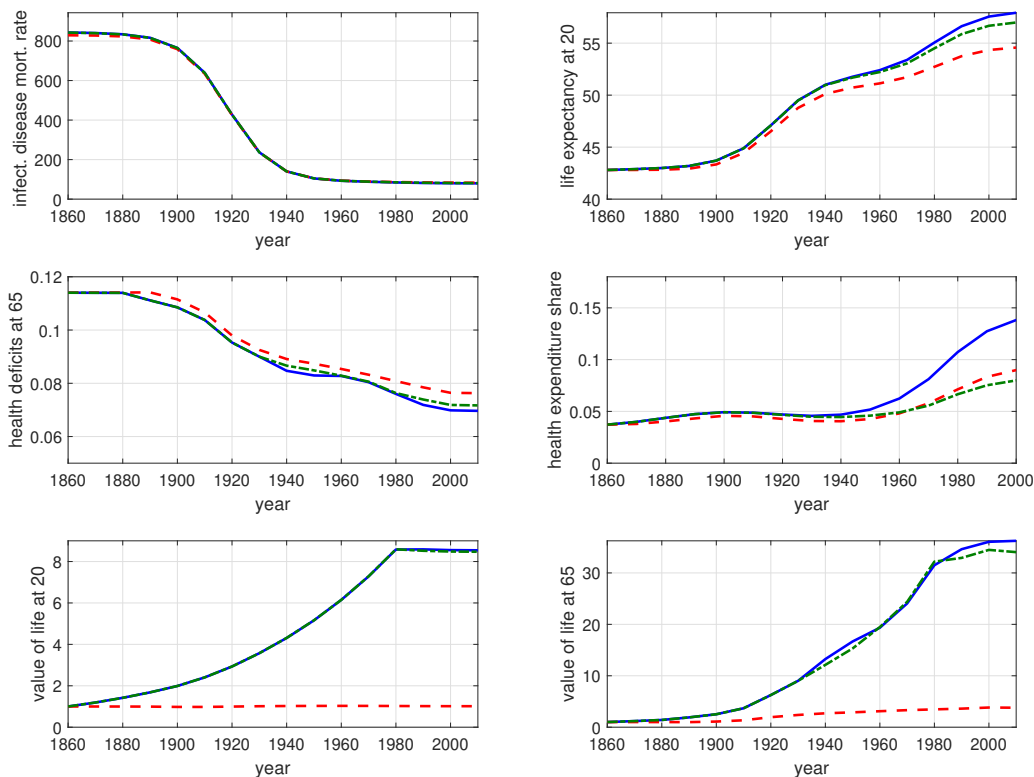 infect. disease mort. rate
800
600
400
200
0
1860 1880 1900 1920 1940 1960 1980 2000
year
life expectancy at 20
55
50
45
40
1860 1880 1900 1920 1940 1960 1980 2000
year
health deficits at 65
0.12
0.1
0.08
0.06
1860 1880 1900 1920 1940 1960 1980 2000
year
health expenditure share
0.15
0.1
0.05
0
1860 1880 1900 1920 1940 1960 1980 2000
year
value of life at 20
8
6
4
2
0
1860 1880 1900 1920 1940 1960 1980 2000
year
value of life at 65
30
20
10
0
1860 1880 1900 1920 1940 1960 1980 2000
year